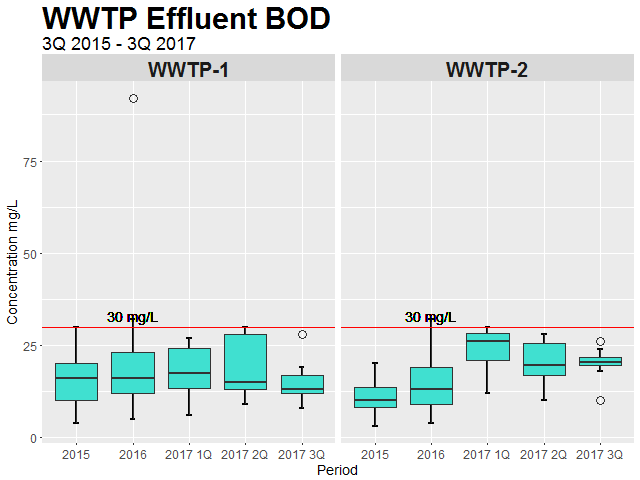 WWTP Effluent BOD
3Q 2015 - 3Q 2017
WWTP-1 WWTP-2
Concentration mg/L
75
50
25
0
30 mg/L 30 mg/L
2015 2016 2017 1Q 2017 2Q 2017 3Q 2015 2016 2017 1Q 2017 2Q 2017 3Q
Period